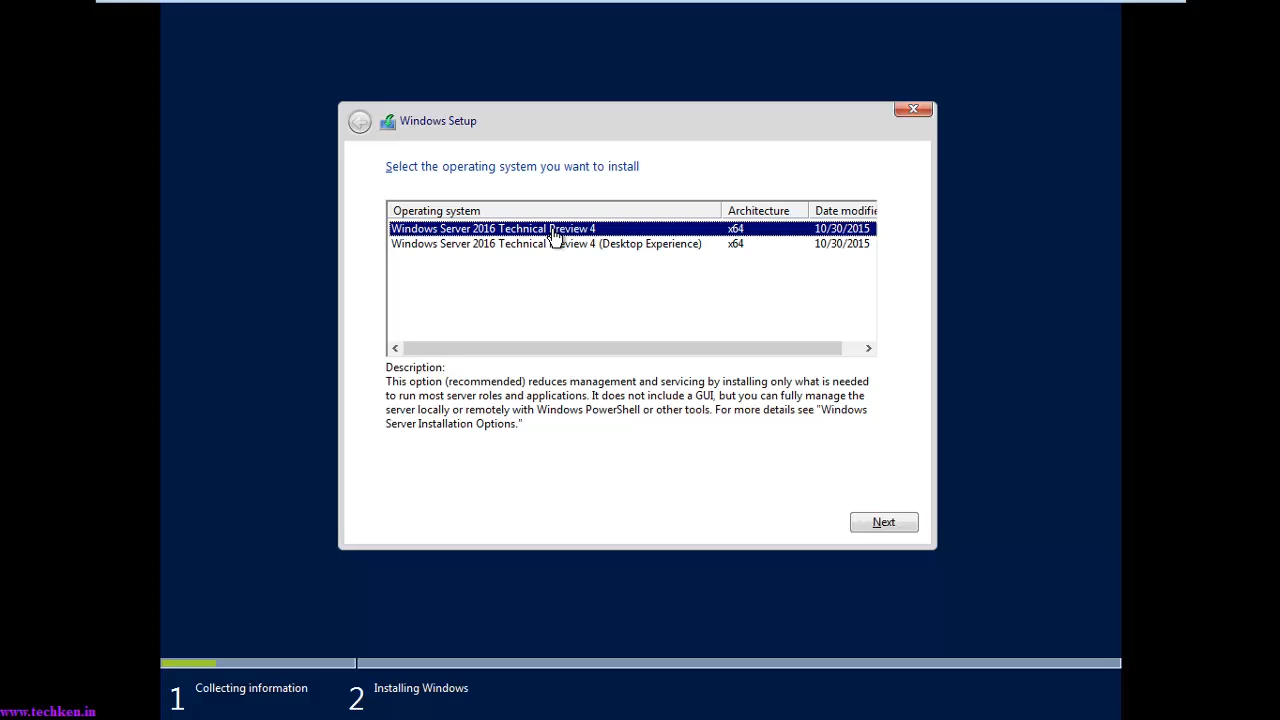 Windows Setup
Select the operating system you want to install
Operating system Architecture Date modifie
Windows Server 2016 Technical Preview 4 x64 10/30/2015
Windows Server 2016 Technical Preview 4 (Desktop Experience) x64 10/30/2015
Description:
This option (recommended) reduces management and servicing by installing only what is needed
to run most server roles and applications. It does not include a GUI, but you can fully manage the
server locally or remotely with Windows PowerShell or other tools. For more details see "Windows
Server Installation Options."
Next
1 Collecting information 2 Installing Windows
www.techken.in